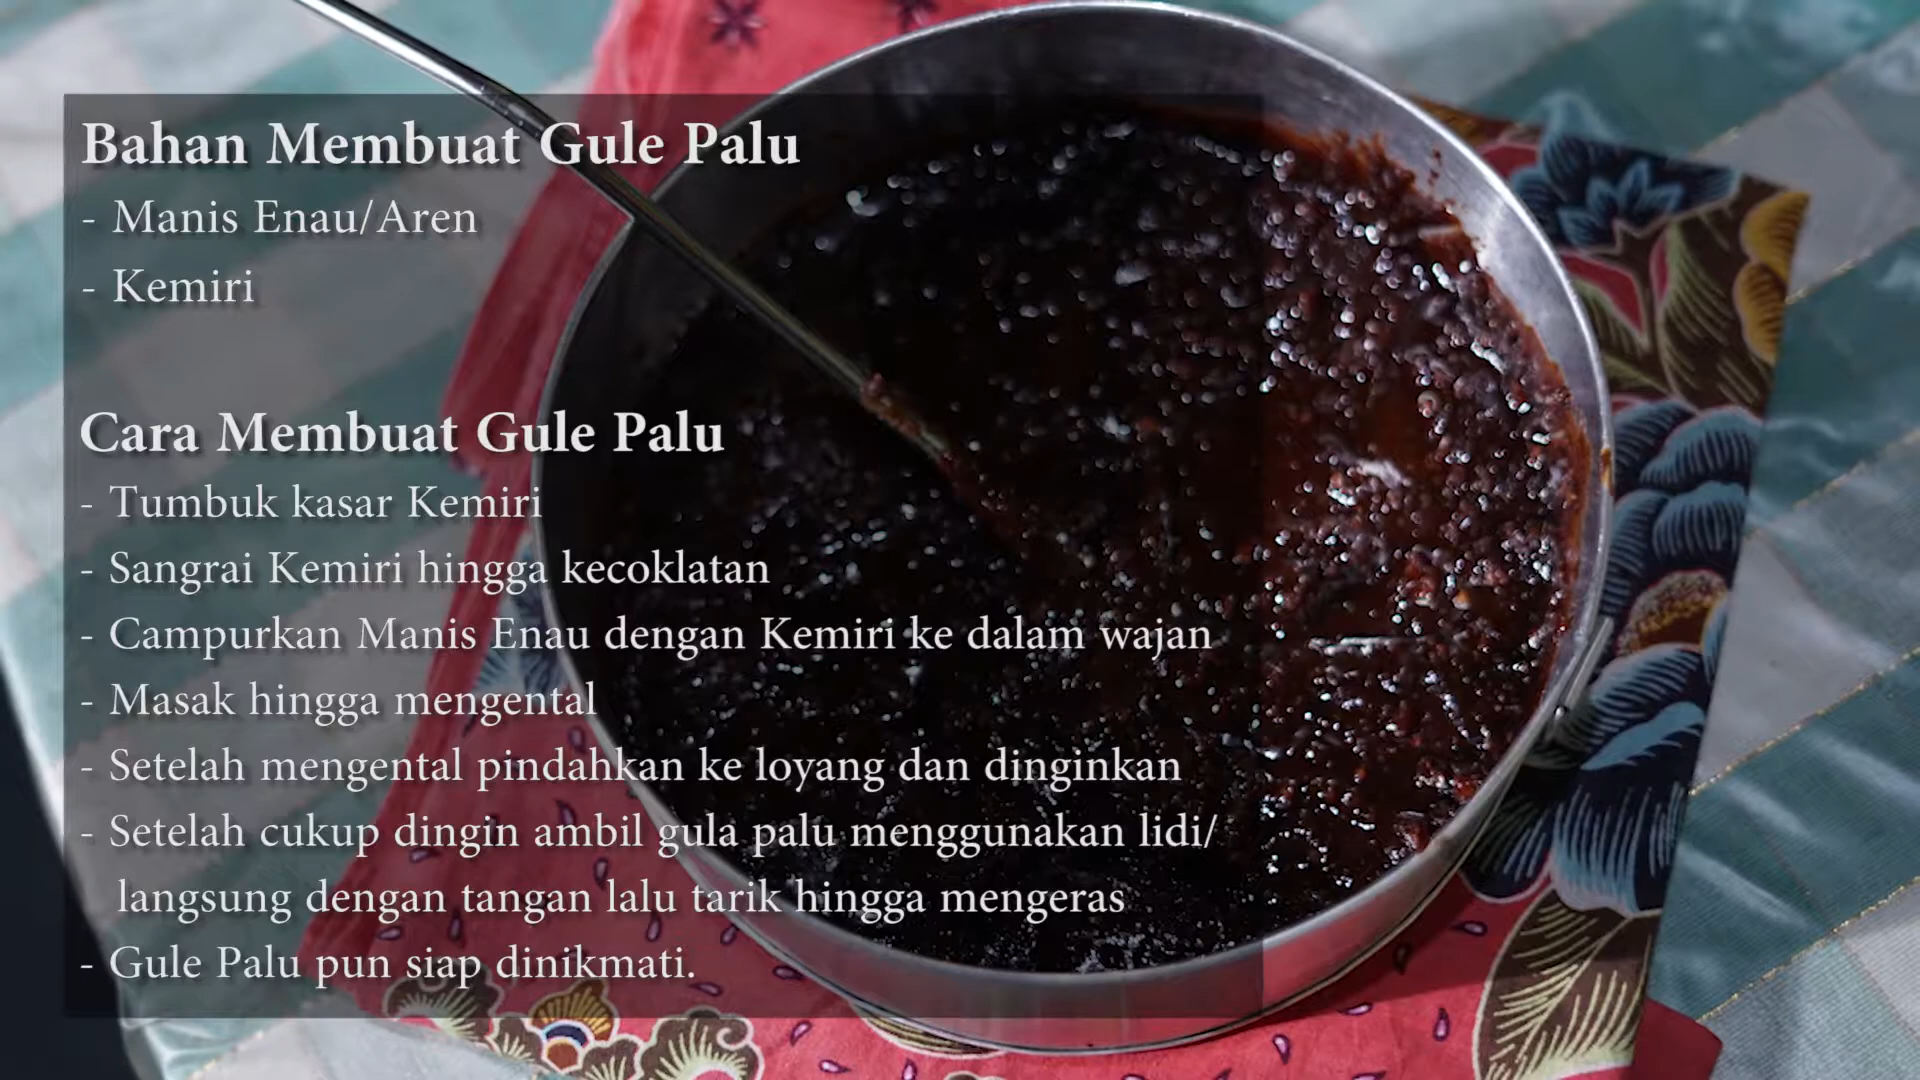 Bahan Membuat Gule Palu
- Manis Enau/Aren
- Kemiri
Cara Membuat Gule Palu
- Tumbuk kasar Kemiri
- Sangrai Kemiri hingga kecoklatan
- Campurkan Manis Enau dengan Kemiri ke dalam wajan
- Masak hingga mengental
- Setelah mengental pindahkan ke loyang dan dinginkan
- Setelah cukup dingin ambil gula palu menggunakan lidi/
langsung dengan tangan lalu tarik hingga mengeras
- Gule Palu pun siap dinikmati.